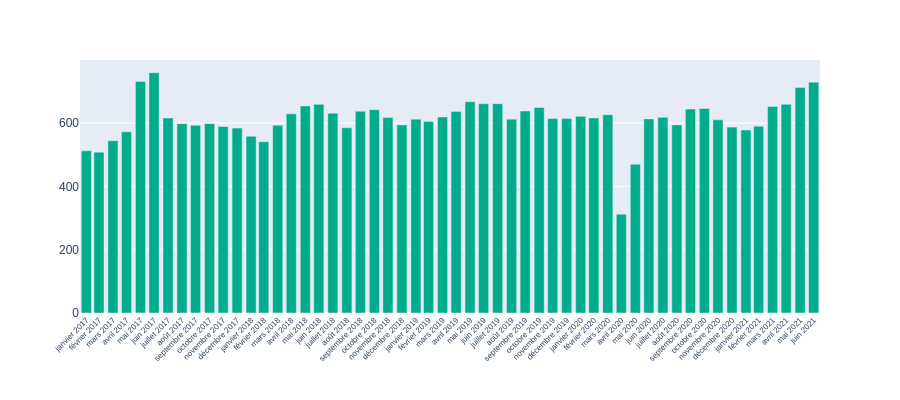 600
400
200
0
janvier 2017
février 2017
mars 2017
avril 2017
mai 2017
juin 2017
juillet 2017
août 2017
septembre 2017
octobre 2017
novembre 2017
décembre 2017
janvier 2018
février 2018
mars 2018
avril 2018
mai 2018
juin 2018
juillet 2018
août 2018
septembre 2018
octobre 2018
novembre 2018
décembre 2018
janvier 2019
février 2019
mars 2019
avril 2019
mai 2019
juin 2019
juillet 2019
août 2019
septembre 2019
octobre 2019
novembre 2019
décembre 2019
janvier 2020
février 2020
mars 2020
avril 2020
mai 2020
juin 2020
juillet 2020
août 2020
septembre 2020
octobre 2020
novembre 2020
décembre 2020
janvier 2021
février 2021
mars 2021
avril 2021
mai 2021
juin 2021